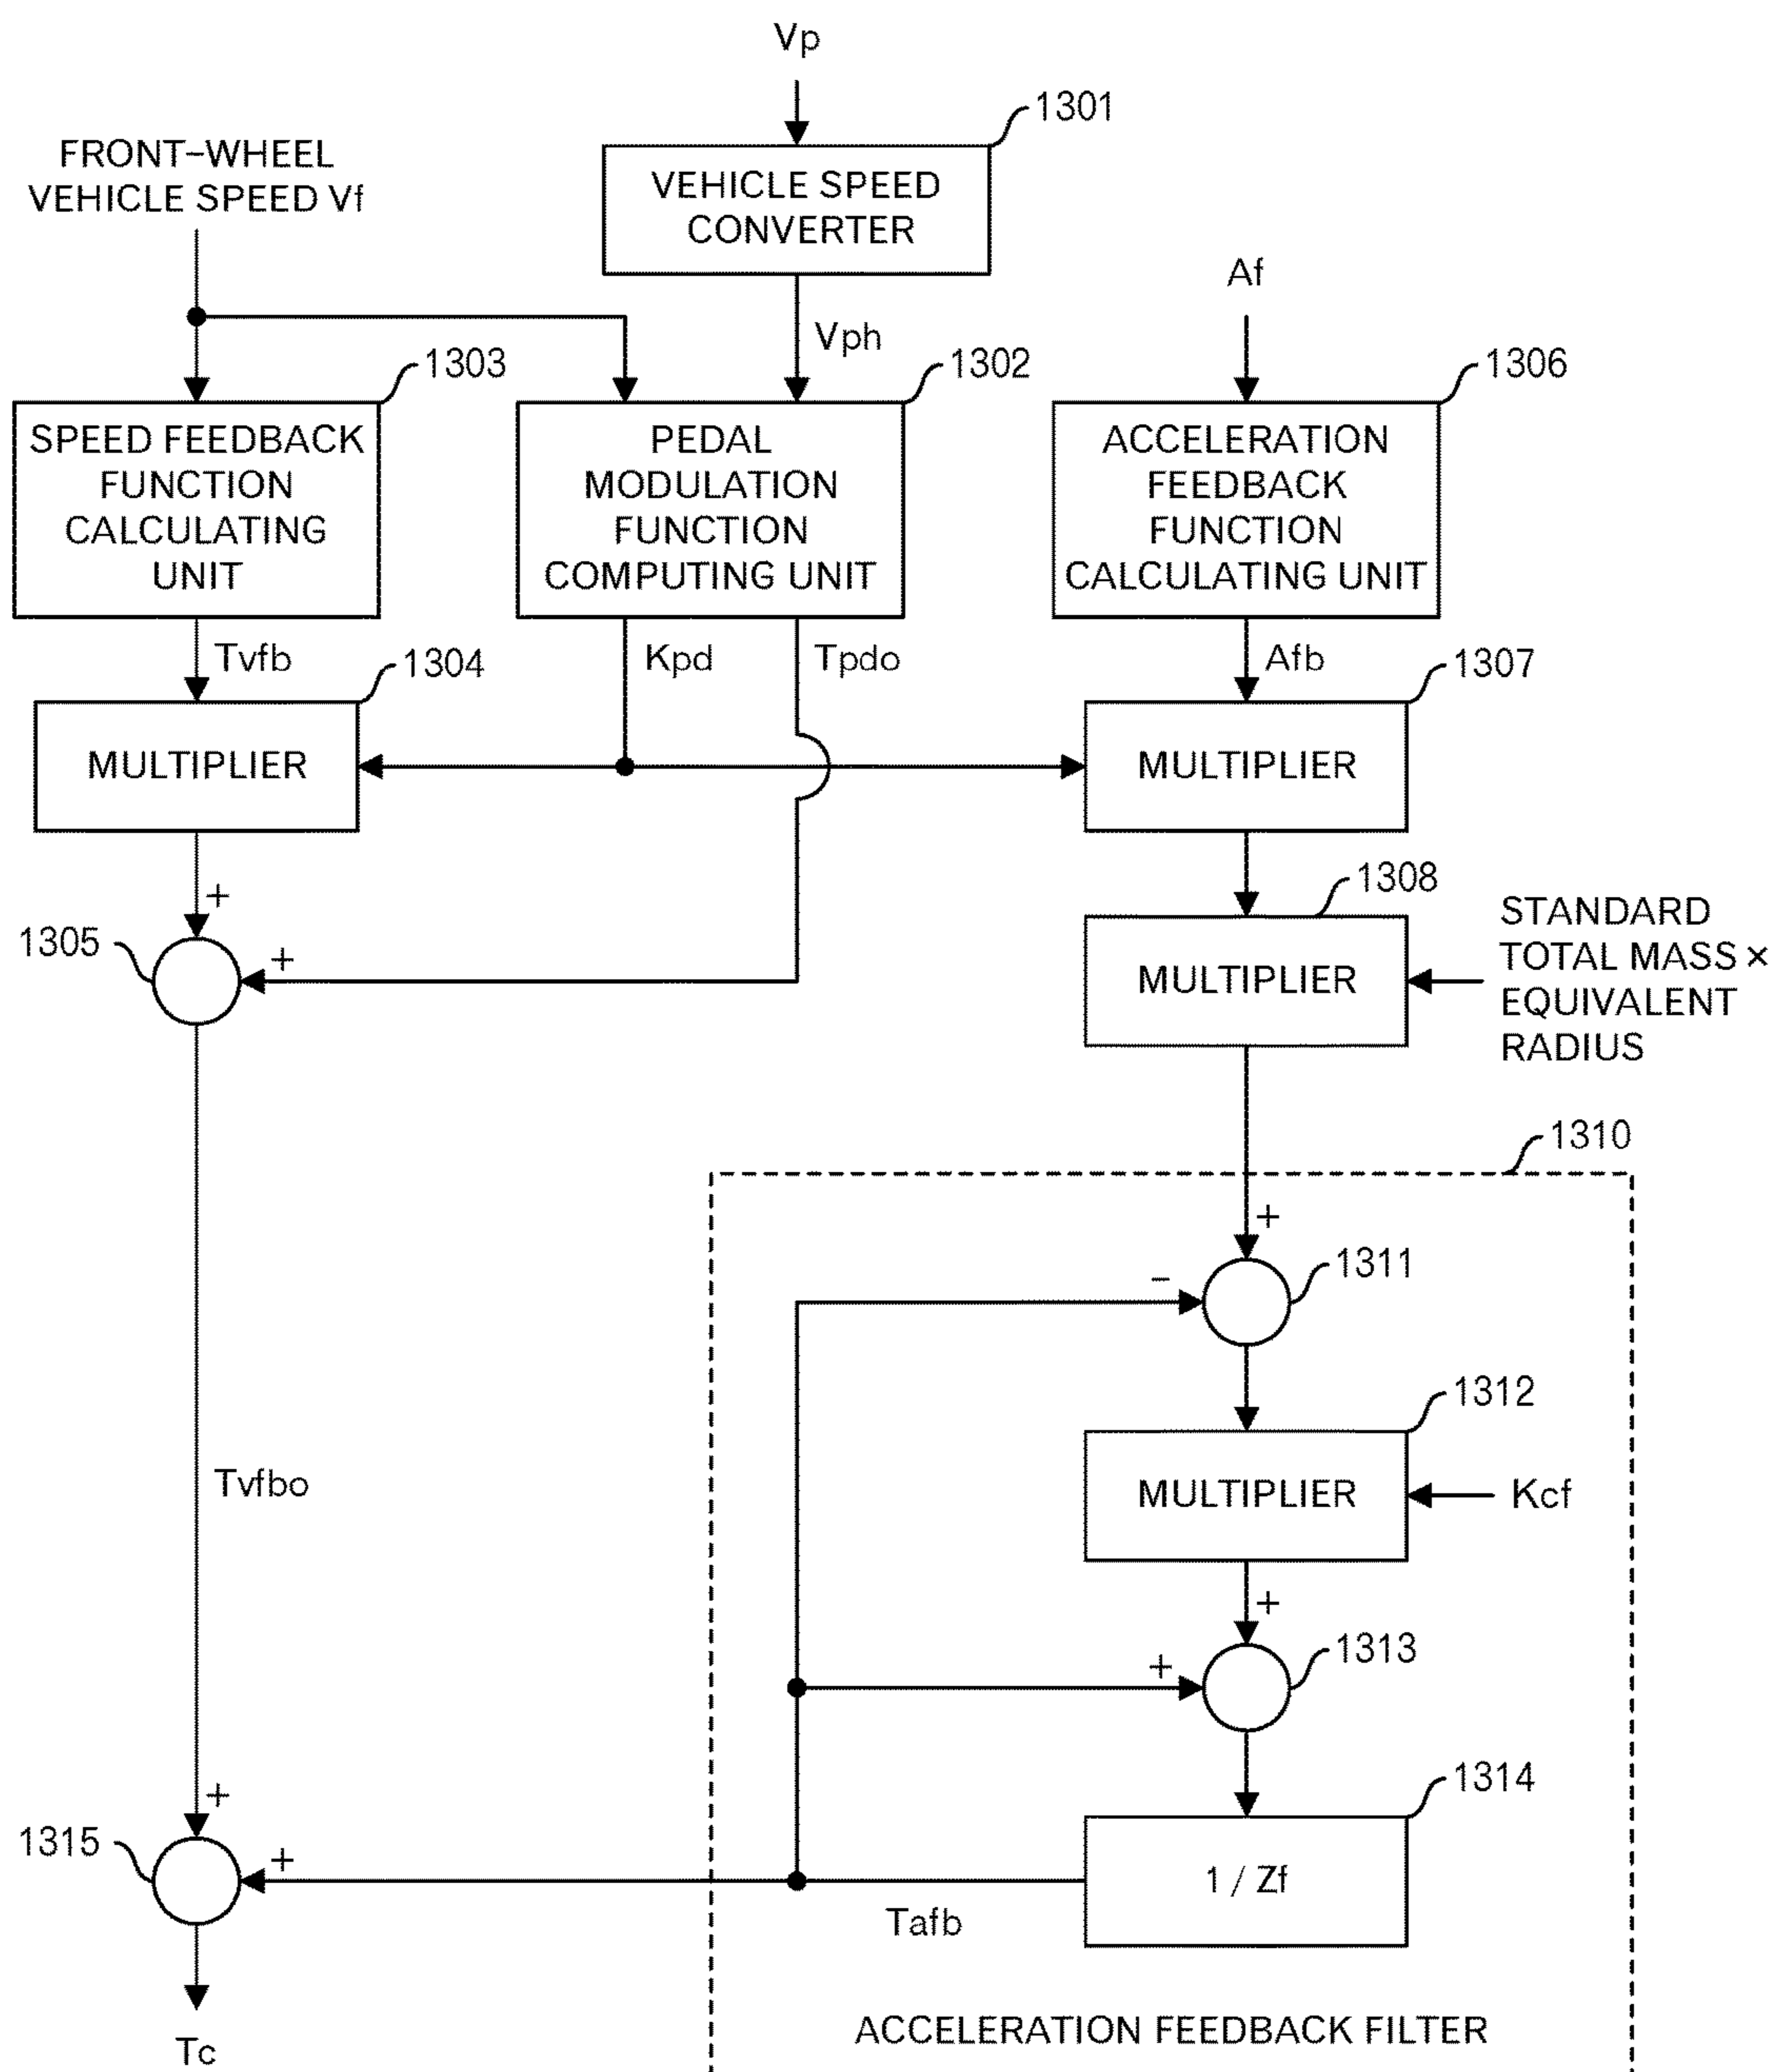 Vp
1301
FRONT-WHEEL
VEHICLE SPEED Vf
VEHICLE SPEED
CONVERTER
Af
Vph
1303
1302
1306
SPEED FEEDBACK
FUNCTION
CALCULATING
UNIT
PEDAL
MODULATION
FUNCTION
COMPUTING UNIT
ACCELERATION
FEEDBACK
FUNCTION
CALCULATING UNIT
Tvfb
1304
Kpd
Tpdo
Afb
1307
MULTIPLIER
MULTIPLIER
1308
+
1305
+
MULTIPLIER
STANDARD
TOTAL MASS ×
EQUIVALENT
RADIUS
1310
+
1311
-
1312
Tvfbo
MULTIPLIER
Kcf
+
1313
+
1314
+
1315
+
1 / Zf
Tafb
ACCELERATION FEEDBACK FILTER
Tc